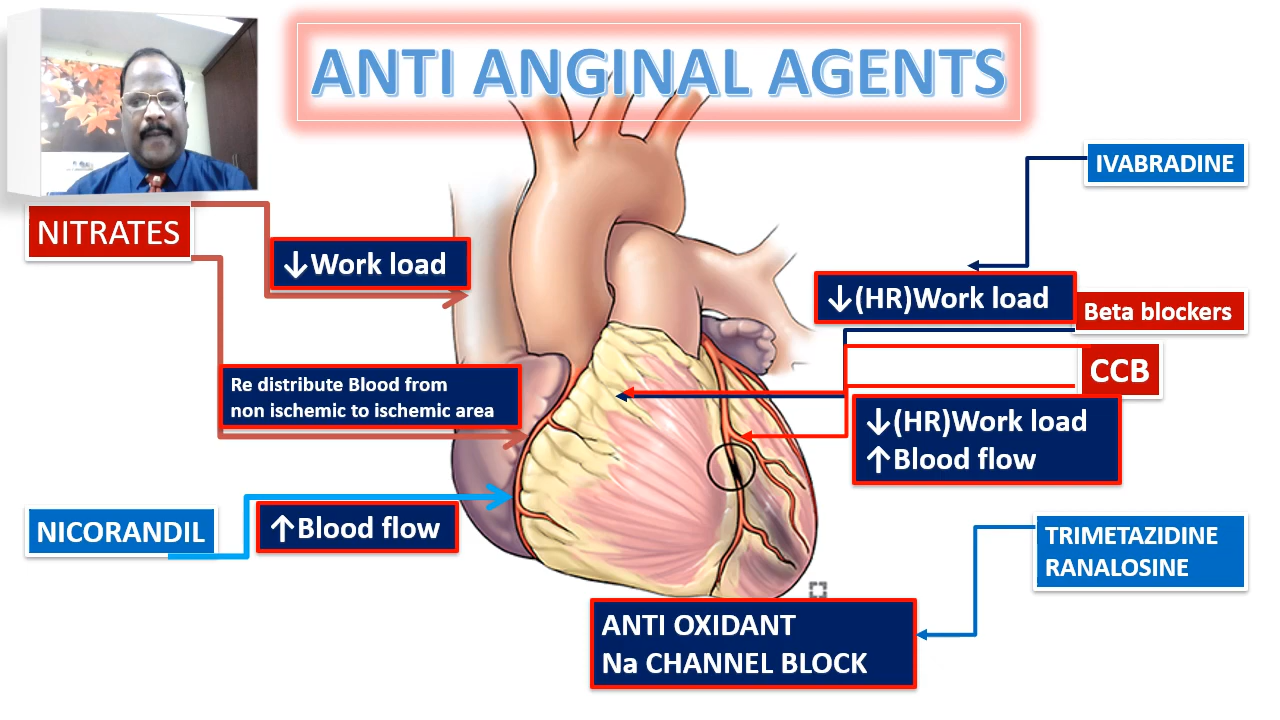 ANTI ANGINAL AGENTS
IVABRADINE
NITRATES
↓Work load
↓(HR)Work load
Beta blockers
CCB
Re distribute Blood from
non ischemic to ischemic area
↓(HR)Work load
↑Blood flow
NICORANDIL
↑Blood flow
TRIMETAZIDINE
RANALOSINE
ANTI OXIDANT
Na CHANNEL BLOCK